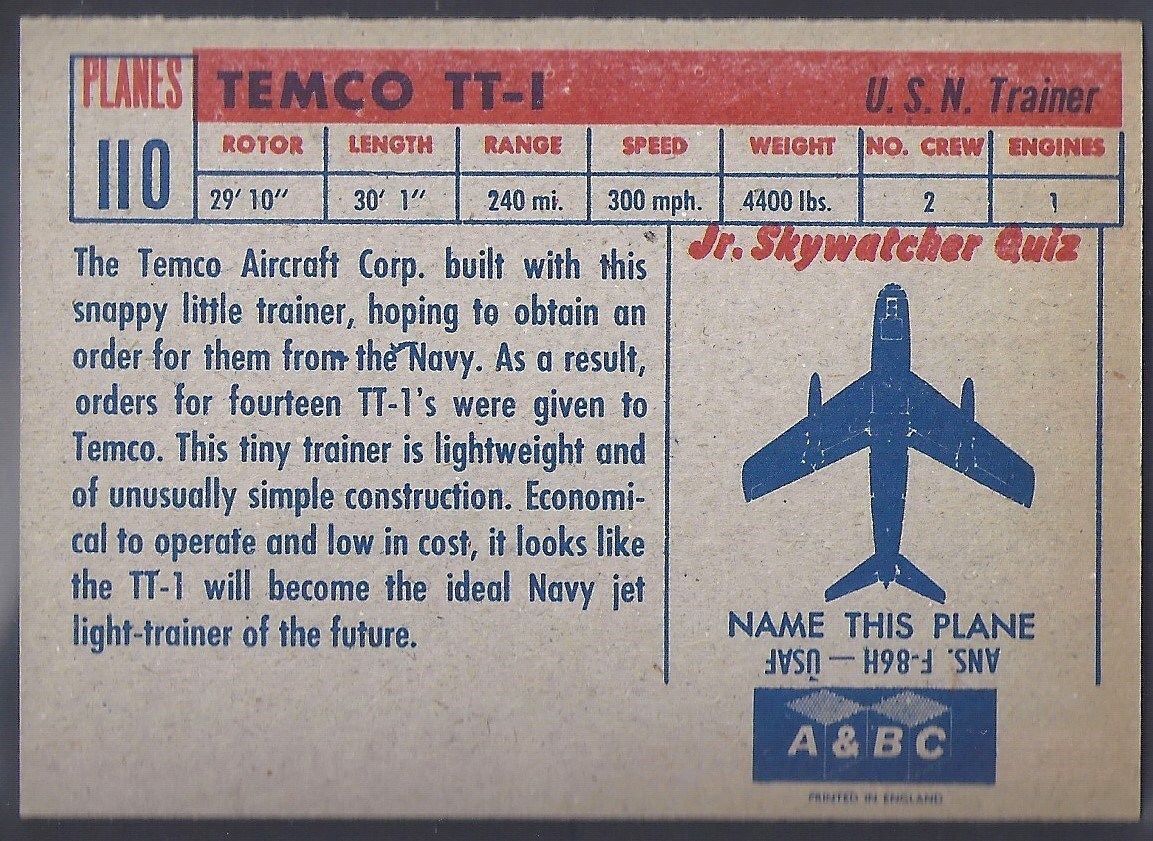 PLANES
110
TEMCO TT-1
U. S. N. Trainer
ROTOR LENGTH RANGE SPEED WEIGHT NO. CREW ENGINES
29' 10" 30' 1" 240 mi. 300 mph. 4400 lbs. 2 1
The Temco Aircraft Corp. built with this
snappy little trainer, hoping to obtain an
order for them from the Navy. As a result,
orders for fourteen TT-1's were given to
Temco. This tiny trainer is lightweight and
of unusually simple construction. Economi-
cal to operate and low in cost, it looks like
the TT-1 will become the ideal Navy jet
light-trainer of the future.
Jr. Skywatcher Quiz
NAME THIS PLANE
ANS. F-86H — USAF
A & B C
PRINTED IN ENGLAND